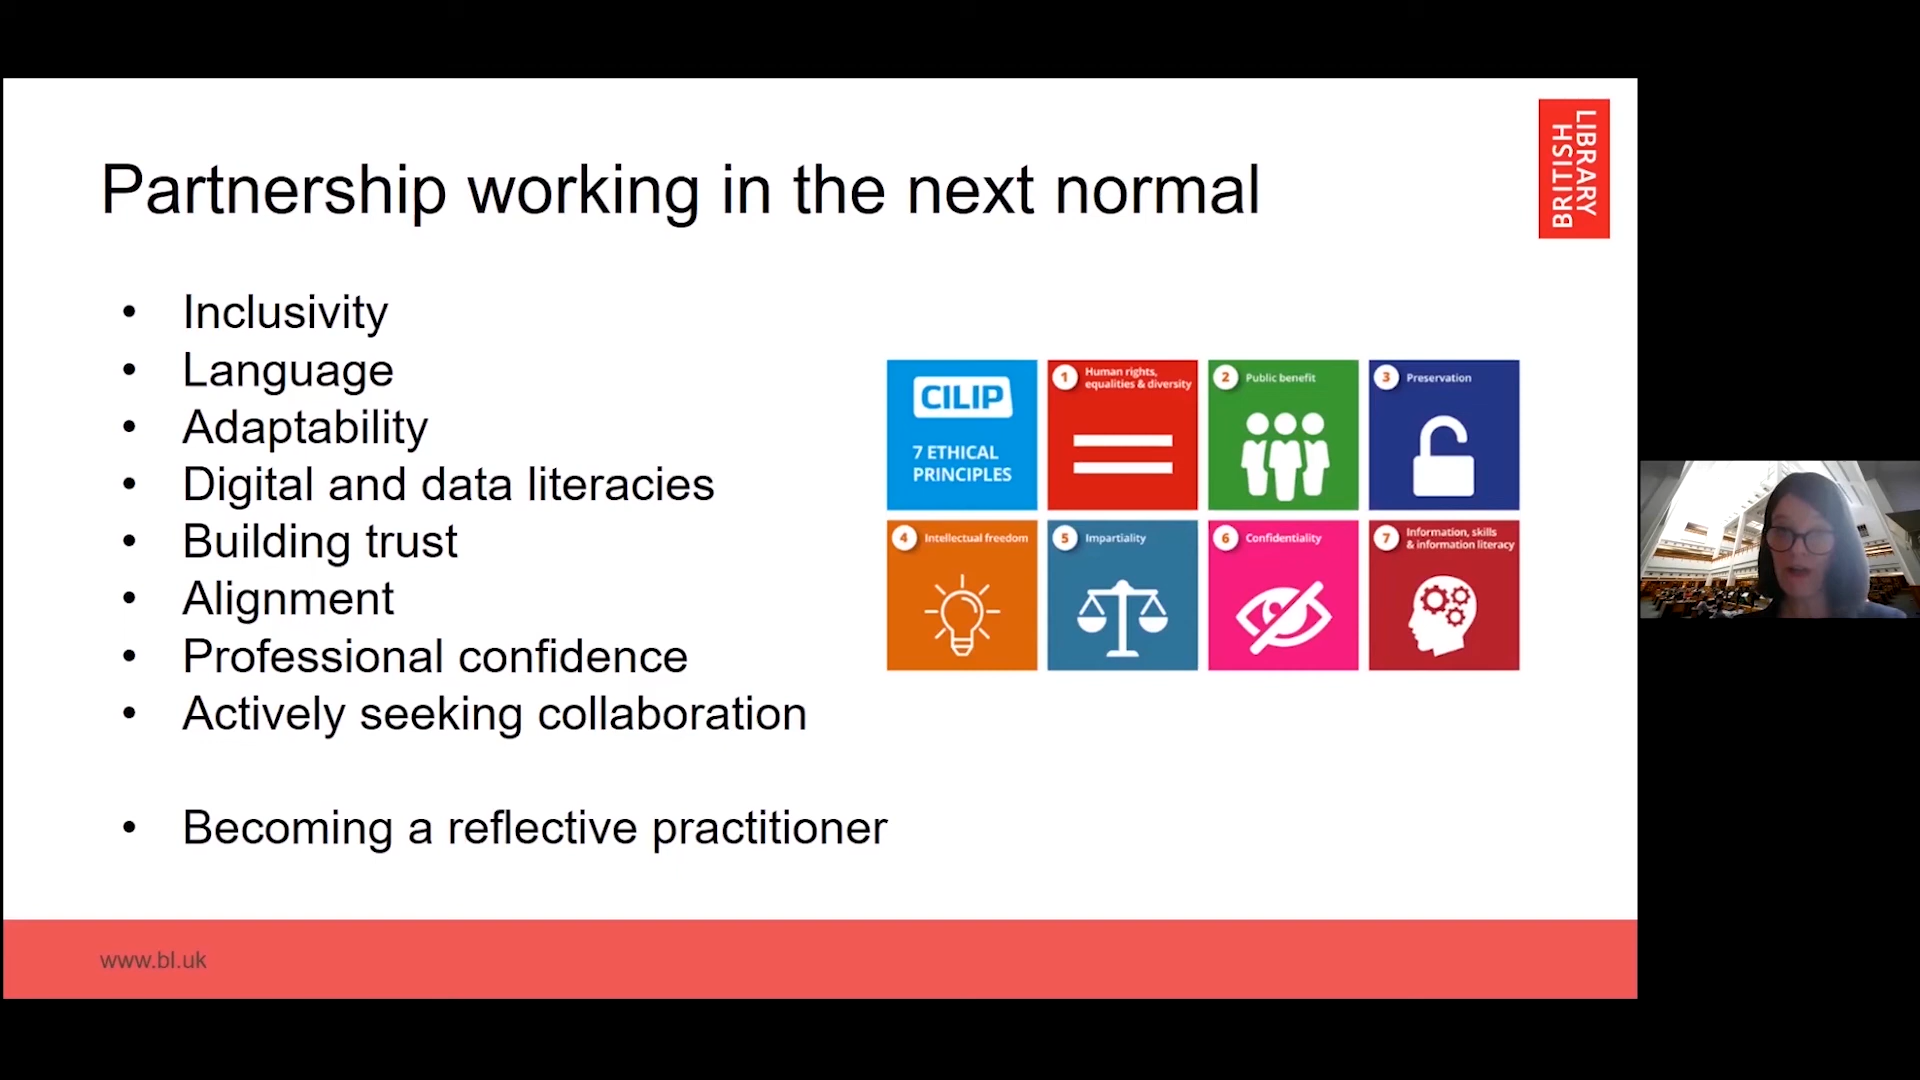 Partnership working in the next normal
LIBRARY
BRITISH
• Inclusivity
• Language
• Adaptability
• Digital and data literacies
• Building trust
• Alignment
• Professional confidence
• Actively seeking collaboration
• Becoming a reflective practitioner
CILIP
7 ETHICAL
PRINCIPLES
1 Human rights,
equalities & diversity
2 Public benefit
3 Preservation
4 Intellectual freedom
5 Impartiality
6 Confidentiality
7 Information, skills
& information literacy
www.bl.uk